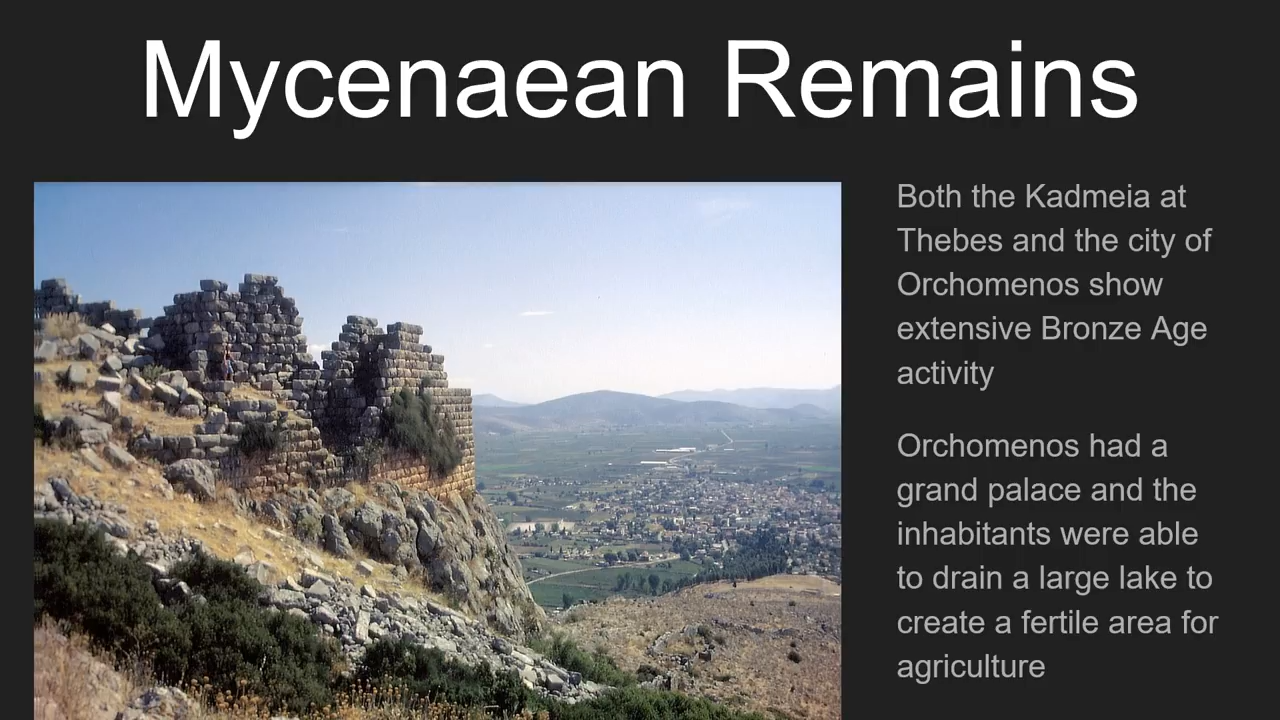 Mycenaean Remains
Both the Kadmeia at
Thebes and the city of
Orchomenos show
extensive Bronze Age
activity
Orchomenos had a
grand palace and the
inhabitants were able
to drain a large lake to
create a fertile area for
agriculture